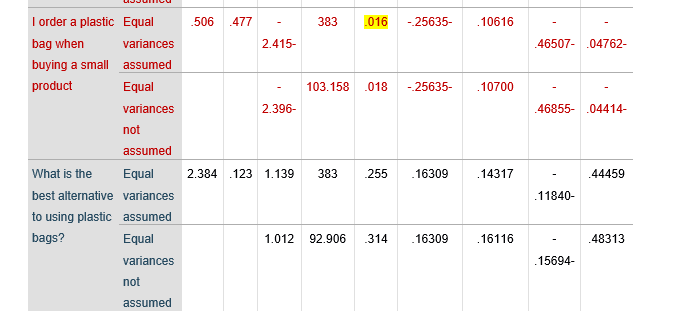 assumed
I order a plastic Equal .506 .477 - 383 .016 -.25635- .10616 - -
bag when variances 2.415- .46507- .04762-
buying a small assumed
product Equal - 103.158 .018 -.25635- .10700 - -
variances 2.396- .46855- .04414-
not
assumed
What is the Equal 2.384 .123 1.139 383 .255 .16309 .14317 - .44459
best alternative variances .11840-
to using plastic assumed
bags? Equal 1.012 92.906 .314 .16309 .16116 - .48313
variances .15694-
not
assumed